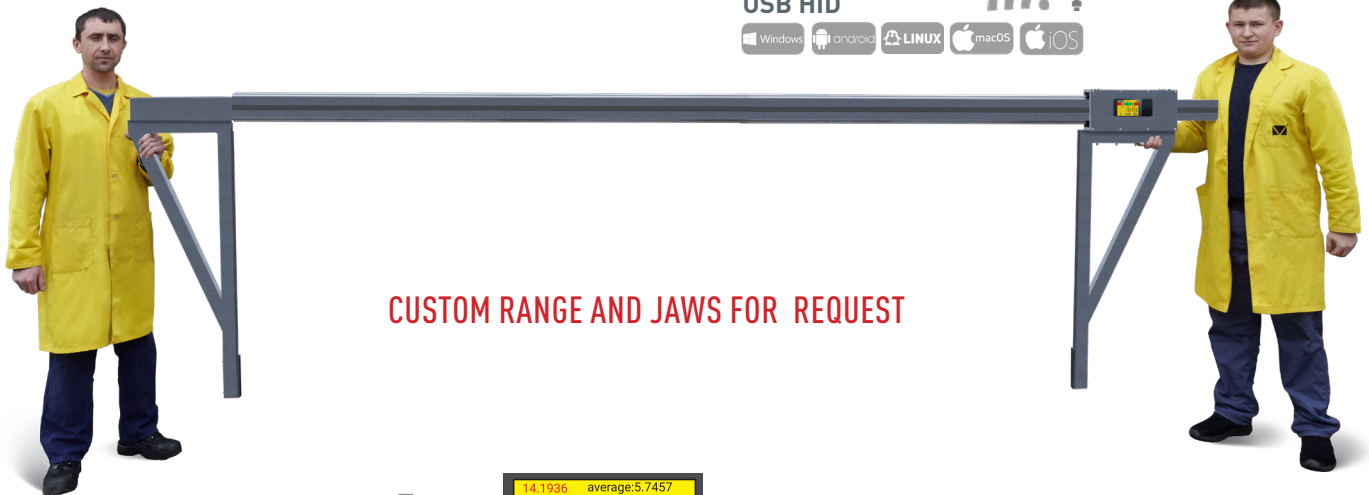 USB HID
Windows
android
LINUX
macOS
iOS
CUSTOM RANGE AND JAWS FOR REQUEST
14.1936 average:5.7457